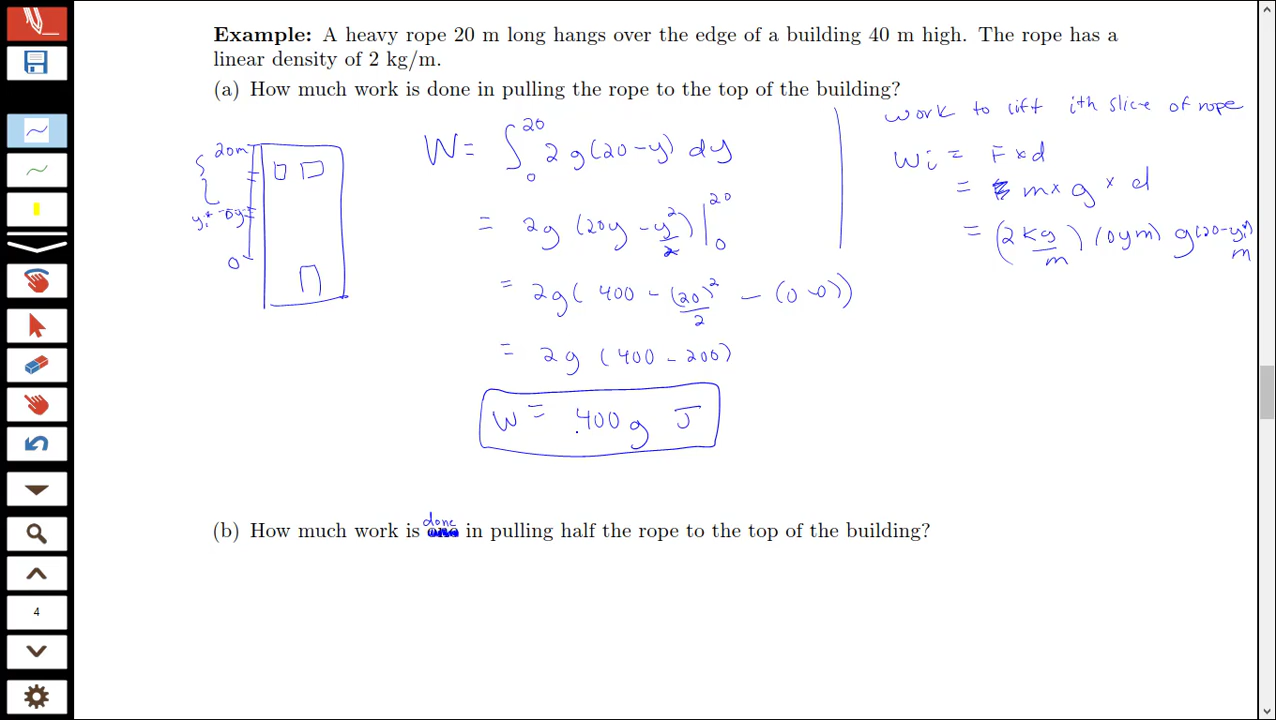 Example: A heavy rope 20 m long hangs over the edge of a building 40 m high. The rope has a
linear density of 2 kg/m.
(a) How much work is done in pulling the rope to the top of the building?
work to lift ith slice of rope
20m
yᵢ* Δy
0
W = ∫₀²⁰ 2g(20-y) dy
= 2g (20y - y²/2) |₀²⁰
= 2g( 400 - (20)²/2 - (0-0))
= 2g (400 - 200)
W = 400g J
Wᵢ = F×d
= m × g × d
= (2 kg/m) (Δy m) g(20-yᵢ*) m
(b) How much work is done in pulling half the rope to the top of the building?
4